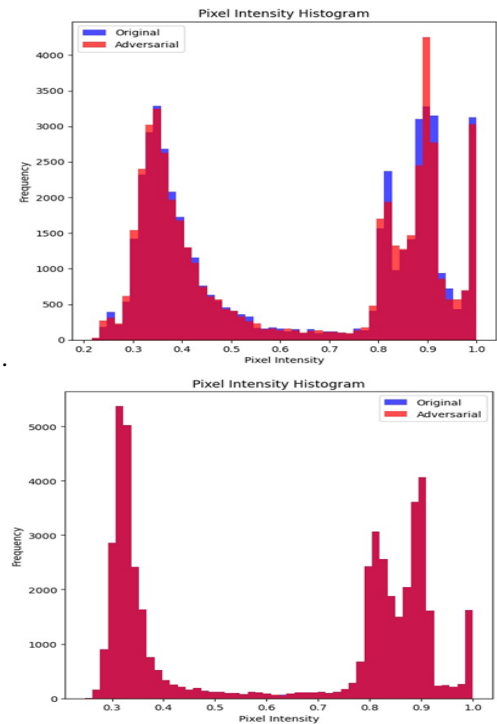 Pixel Intensity Histogram
Original
Adversarial
4000
3500
3000
2500
2000
1500
1000
500
0
Frequency
0.2 0.3 0.4 0.5 0.6 0.7 0.8 0.9 1.0
Pixel Intensity
.
Pixel Intensity Histogram
Original
Adversarial
5000
4000
3000
2000
1000
0
Frequency
0.3 0.4 0.5 0.6 0.7 0.8 0.9 1.0
Pixel Intensity